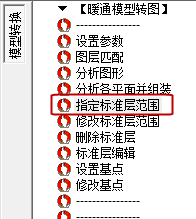 模型转换
▼【暖通模型转图】
----------------
设置参数
图层匹配
分析图形
分析各平面并组装
指定标准层范围
修改标准层范围
删除标准层
标准层编辑
设置基点
修改基点
----------------
----------------